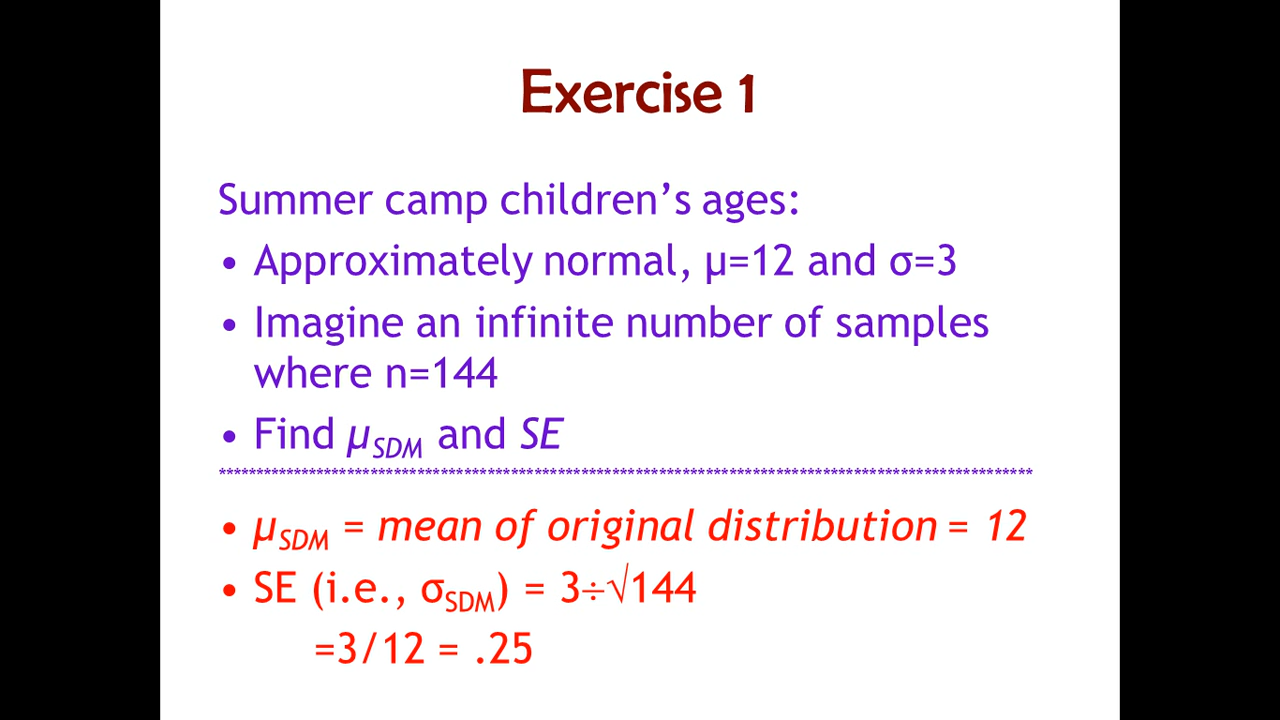 Exercise 1
Summer camp children’s ages:
• Approximately normal, μ=12 and σ=3
• Imagine an infinite number of samples
where n=144
• Find μSDM and SE
**************************************************************************************************************
• μSDM = mean of original distribution = 12
• SE (i.e., σSDM) = 3÷√144
=3/12 = .25